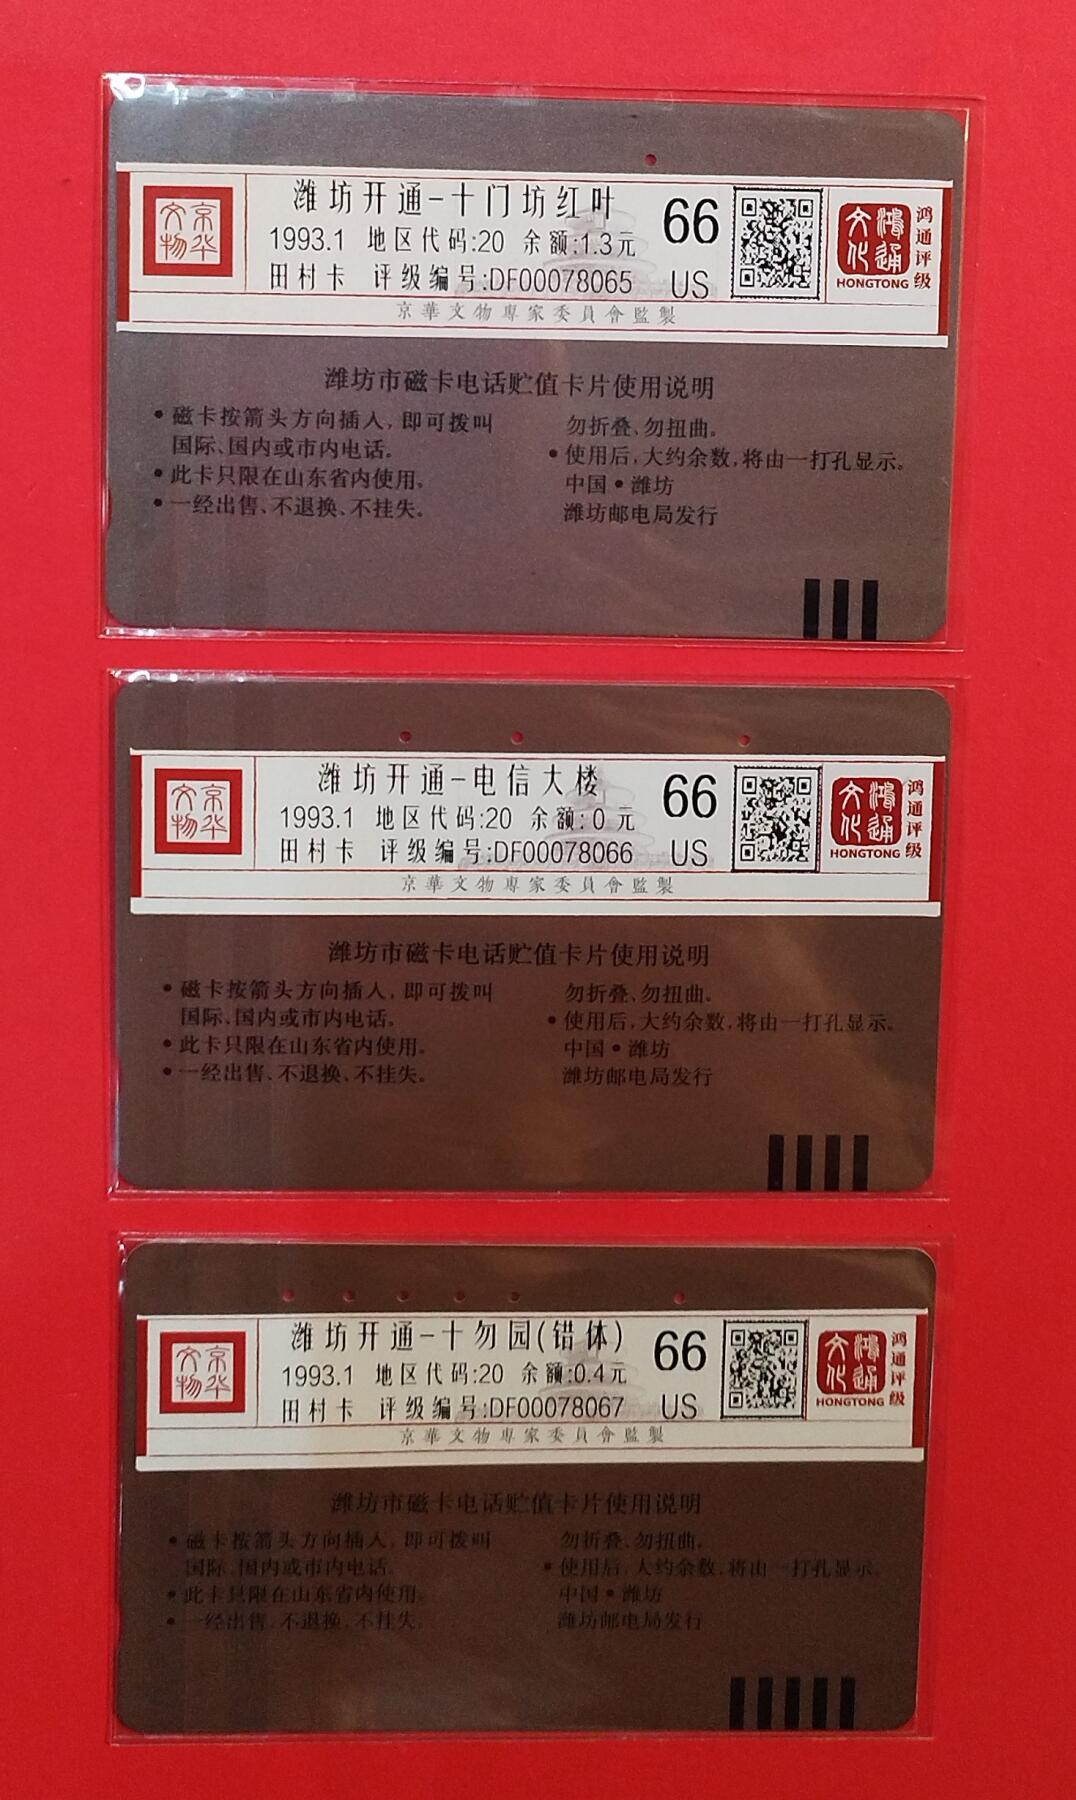 京华文物
潍坊开通-十门坊红叶
1993.1 地区代码:20 余额:1.3元
田村卡 评级编号:DF00078065
66
US
鸿通文化
HONGTONG
鸿通评级
京華文物專家委員會監製
潍坊市磁卡电话贮值卡片使用说明
•磁卡按箭头方向插入,即可拨叫
国际、国内或市内电话。
•此卡只限在山东省内使用。
•一经出售、不退换、不挂失。
勿折叠、勿扭曲。
•使用后,大约余数,将由一打孔显示。
中国•潍坊
潍坊邮电局发行
京华文物
潍坊开通-电信大楼
1993.1 地区代码:20 余额:0元
田村卡 评级编号:DF00078066
66
US
鸿通文化
HONGTONG
鸿通评级
京華文物專家委員會監製
潍坊市磁卡电话贮值卡片使用说明
•磁卡按箭头方向插入,即可拨叫
国际、国内或市内电话。
•此卡只限在山东省内使用。
•一经出售、不退换、不挂失。
勿折叠、勿扭曲。
•使用后,大约余数,将由一打孔显示。
中国•潍坊
潍坊邮电局发行
京华文物
潍坊开通-十勿园(错体)
1993.1 地区代码:20 余额:0.4元
田村卡 评级编号:DF00078067
66
US
鸿通文化
HONGTONG
鸿通评级
京華文物專家委員會監製
潍坊市磁卡电话贮值卡片使用说明
•磁卡按箭头方向插入,即可拨叫
国际、国内或市内电话。
•此卡只限在山东省内使用。
•一经出售、不退换、不挂失。
勿折叠、勿扭曲。
•使用后,大约余数,将由一打孔显示。
中国•潍坊
潍坊邮电局发行